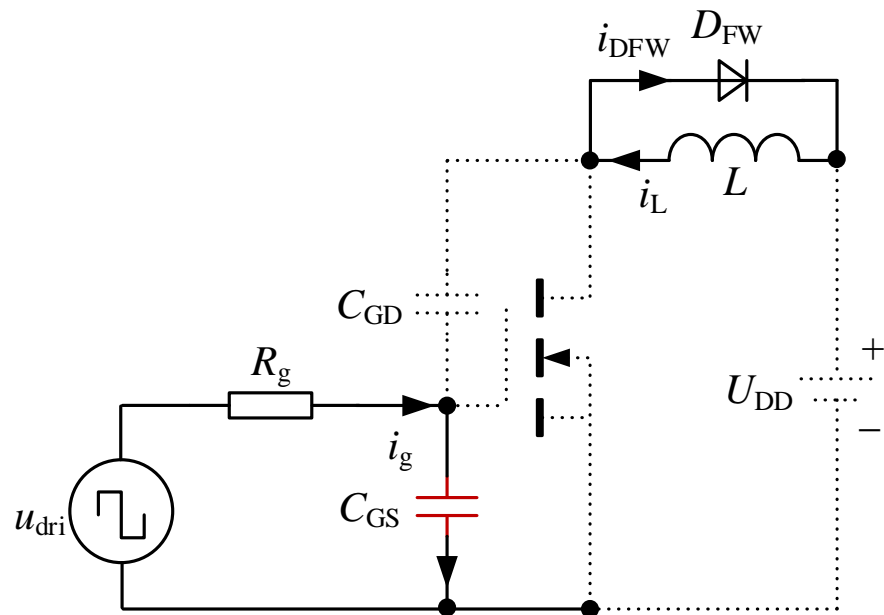 D_FW
i_DFW
L
i_L
C_GD
R_g
+
U_DD
−
i_g
C_GS
u_dri